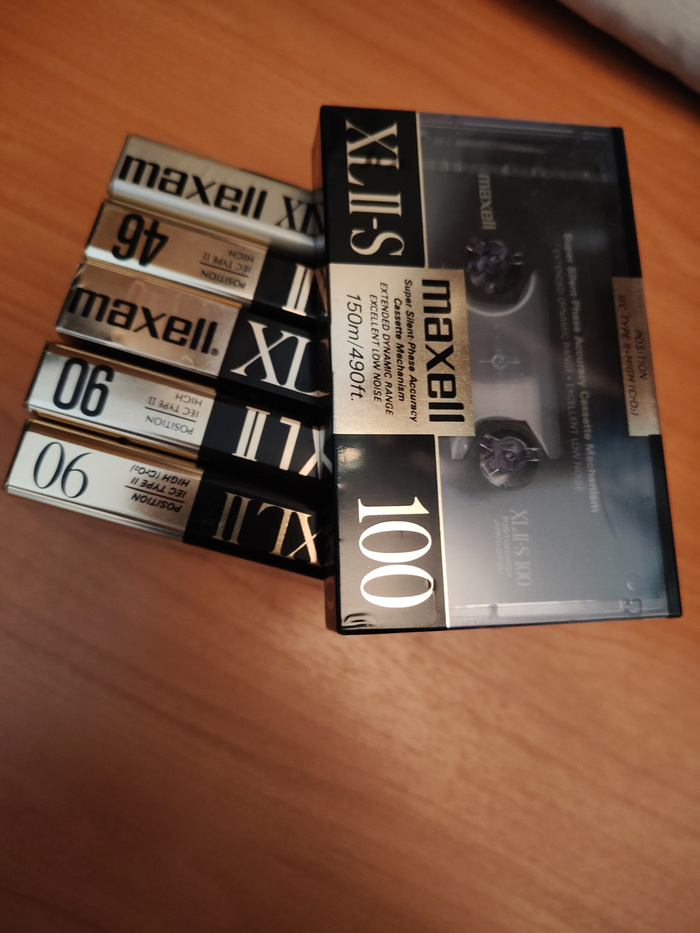 maxell XL
46
POSITION
IEC TYPE II
HIGH
II
maxell.
XL
90
POSITION
IEC TYPE II
HIGH
XL II
90
POSITION
IEC TYPE II
HIGH (CrO₂)
XL II
XL II-S
maxell
Super Silent-Phase Accuracy
Cassette Mechanism
EXTENDED DYNAMIC RANGE
EXCELLENT LOW NOISE
150m/490ft.
100
maxell
Super Silent-Phase Accuracy Cassette Mechanism
EXTENDED DYNAMIC RANGE • EXCELLENT LOW NOISE
XL II-S 100
POSITION
IEC TYPE II • HIGH (CrO₂)